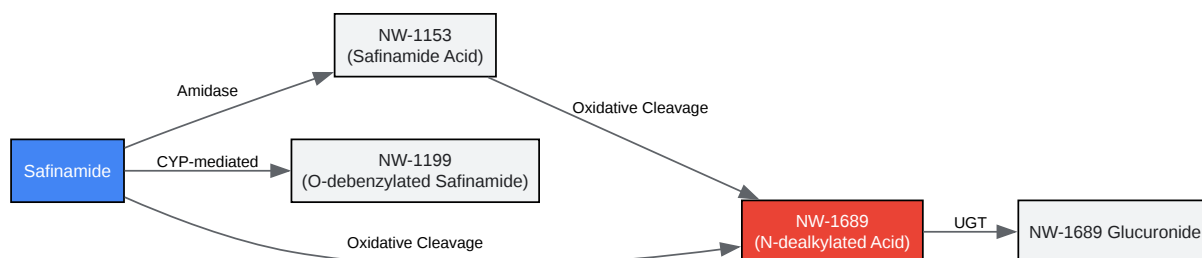 NW-1153
(Safinamide Acid)
Amidase
Oxidative Cleavage
Safinamide
CYP-mediated
NW-1199
(O-debenzylated Safinamide)
Oxidative Cleavage
NW-1689
(N-dealkylated Acid)
UGT
NW-1689 Glucuronide